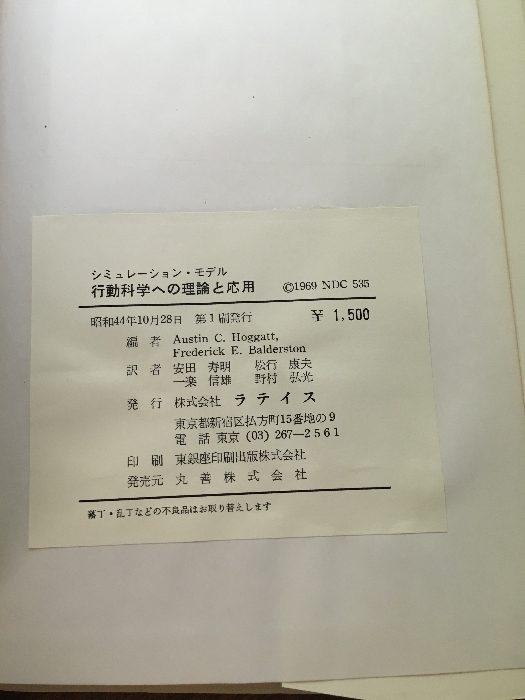 シミュレーション・モデル
行動科学への理論と応用 ©1969 NDC 535
昭和44年10月28日 第1刷発行 ￥1,500
編者 Austin C. Hoggatt,
Frederick E. Balderston
訳者 安田 寿明 松行 康夫
一楽 信雄 野村 弘光
発行 株式会社 ラテイス
東京都新宿区払方町15番地の9
電話 東京 (03) 267—2561
印刷 東銀座印刷出版株式会社
発売元 丸善株式会社
落丁・乱丁などの不良品はお取り替えします